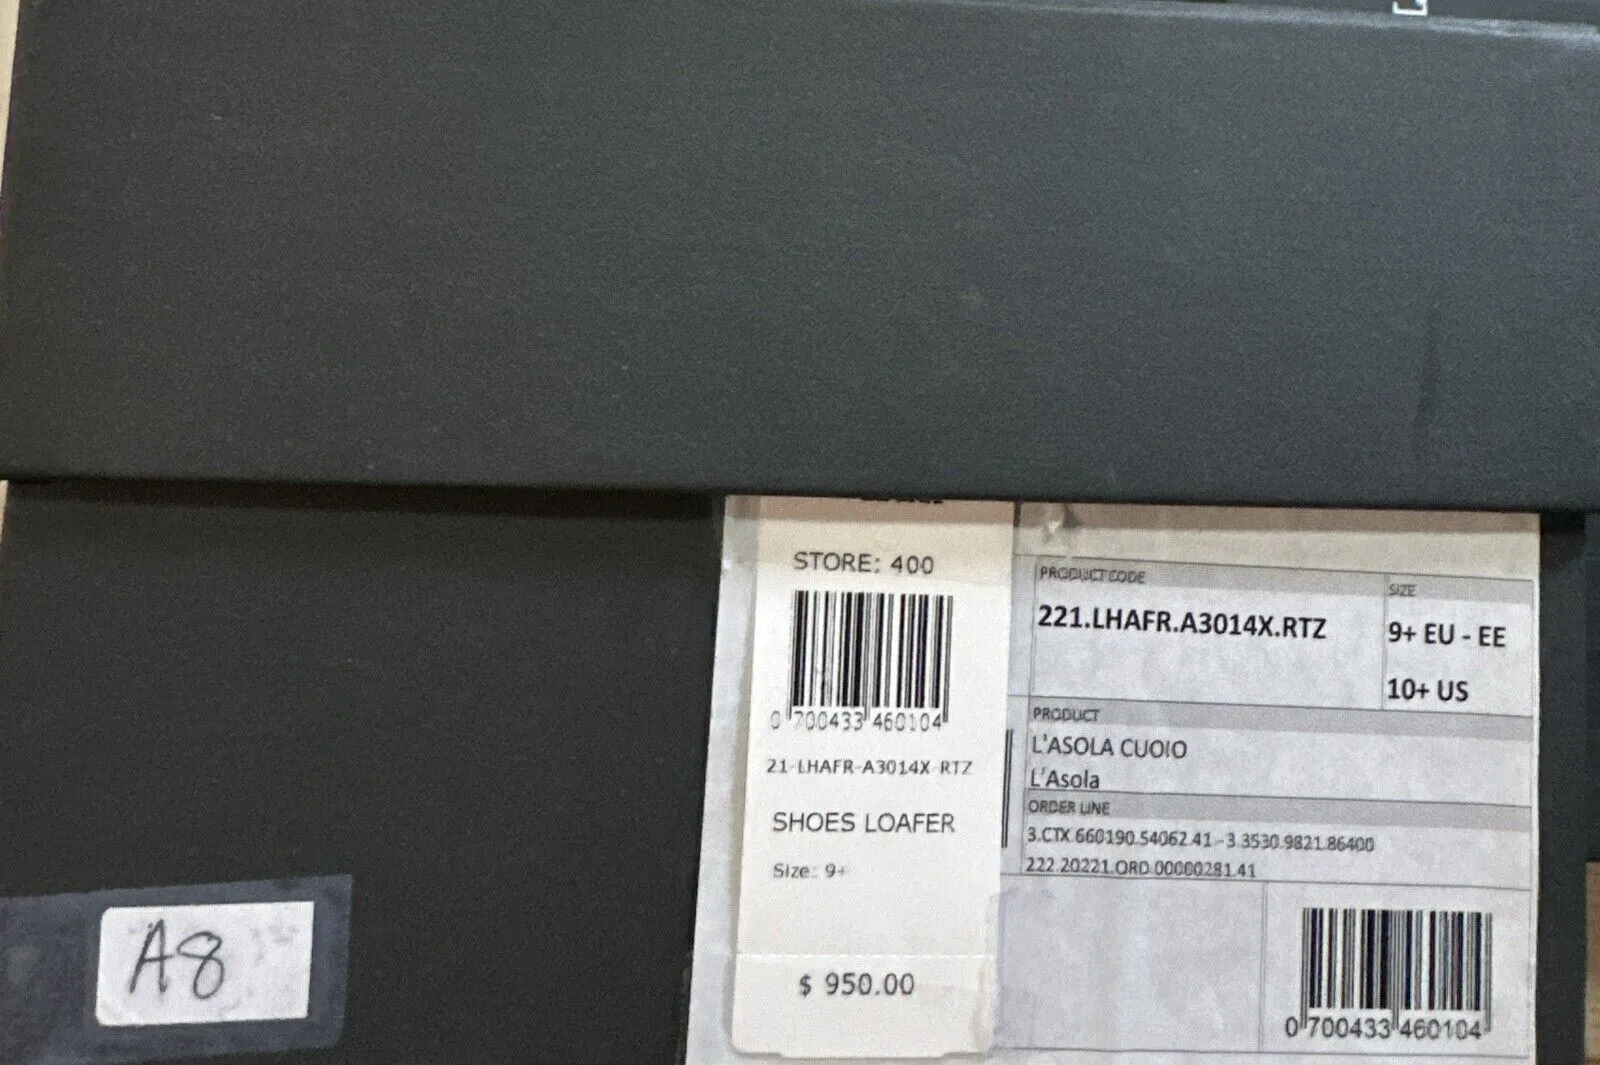 STORE: 400
0 700433 460104
21-LHAFR-A3014X-RTZ
SHOES LOAFER
Size: 9+
$ 950.00
PRODUCT CODE
221.LHAFR.A3014X.RTZ
SIZE
9+ EU - EE
10+ US
PRODUCT
L'ASOLA CUOIO
L'Asola
ORDER LINE
3.CTX.660190.54062.41 - 3.3530.9821.86400
222.20221.ORD.00000281.41
0 700433 460104
A8